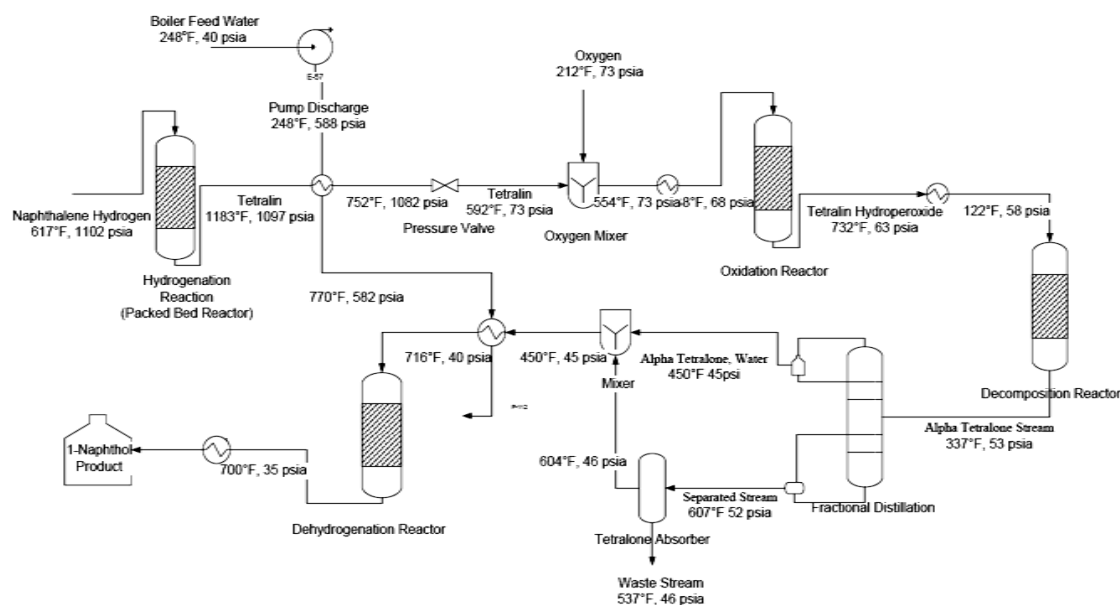 Boiler Feed Water
248°F, 40 psia
E-57
Pump Discharge
248°F, 588 psia
Oxygen
212°F, 73 psia
Naphthalene Hydrogen
617°F, 1102 psia
Tetralin
1183°F, 1097 psia
752°F, 1082 psia
Pressure Valve
Tetralin
592°F, 73 psia
Oxygen Mixer
554°F, 73 psia
8°F, 68 psia
Oxidation Reactor
Tetralin Hydroperoxide
732°F, 63 psia
122°F, 58 psia
Hydrogenation
Reaction
(Packed Bed Reactor)
770°F, 582 psia
716°F, 40 psia
450°F, 45 psia
Mixer
Alpha Tetralone, Water
450°F 45psi
Decomposition Reactor
Alpha Tetralone Stream
337°F, 53 psia
1-Naphthol
Product
700°F, 35 psia
604°F, 46 psia
Separated Stream
607°F 52 psia
Fractional Distillation
Dehydrogenation Reactor
Tetralone Absorber
Waste Stream
537°F, 46 psia